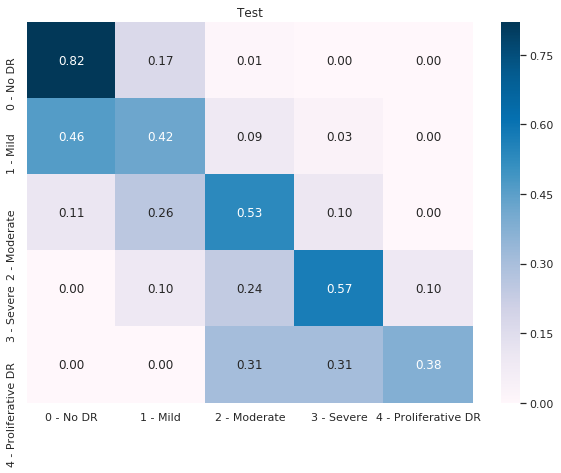 Test
0 - No DR
0.82 0.17 0.01 0.00 0.00
1 - Mild
0.46 0.42 0.09 0.03 0.00
2 - Moderate
0.11 0.26 0.53 0.10 0.00
3 - Severe
0.00 0.10 0.24 0.57 0.10
4 - Proliferative DR
0.00 0.00 0.31 0.31 0.38
0 - No DR 1 - Mild 2 - Moderate 3 - Severe 4 - Proliferative DR
0.75
0.60
0.45
0.30
0.15
0.00